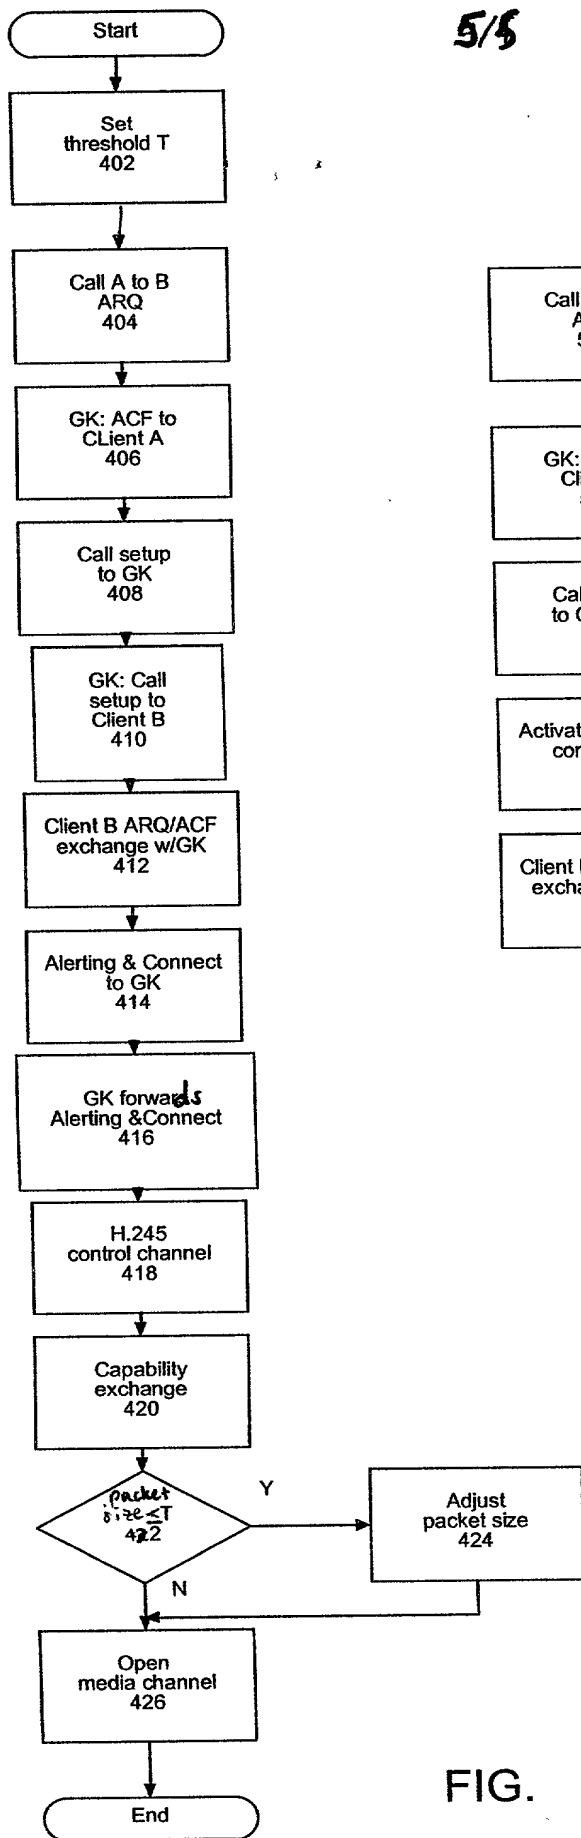 Start
5/5
Set
threshold T
402
Call A to B
ARQ
404
GK: ACF to
CLient A
406
Call setup
to GK
408
GK: Call
setup to
Client B
410
Client B ARQ/ACF
exchange w/GK
412
Alerting & Connect
to GK
414
GK forwards
Alerting &Connect
416
H.245
control channel
418
Capability
exchange
420
packet
size ≤T
422
Y
N
Adjust
packet size
424
Open
media channel
426
End
Call
GK:
to
Activat
Client
FIG.